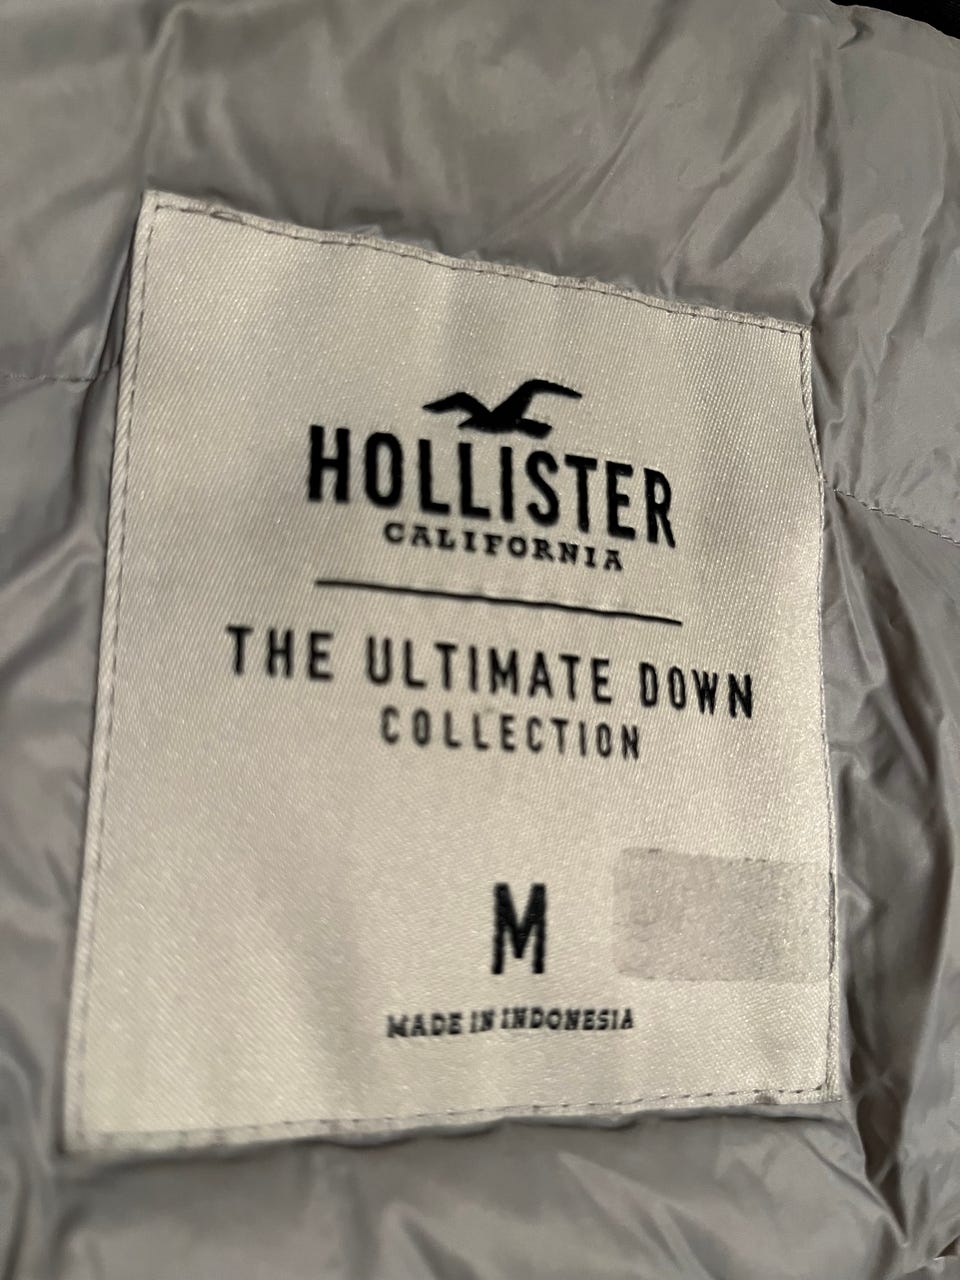 HOLLISTER
CALIFORNIA
THE ULTIMATE DOWN
COLLECTION
M
MADE IN INDONESIA